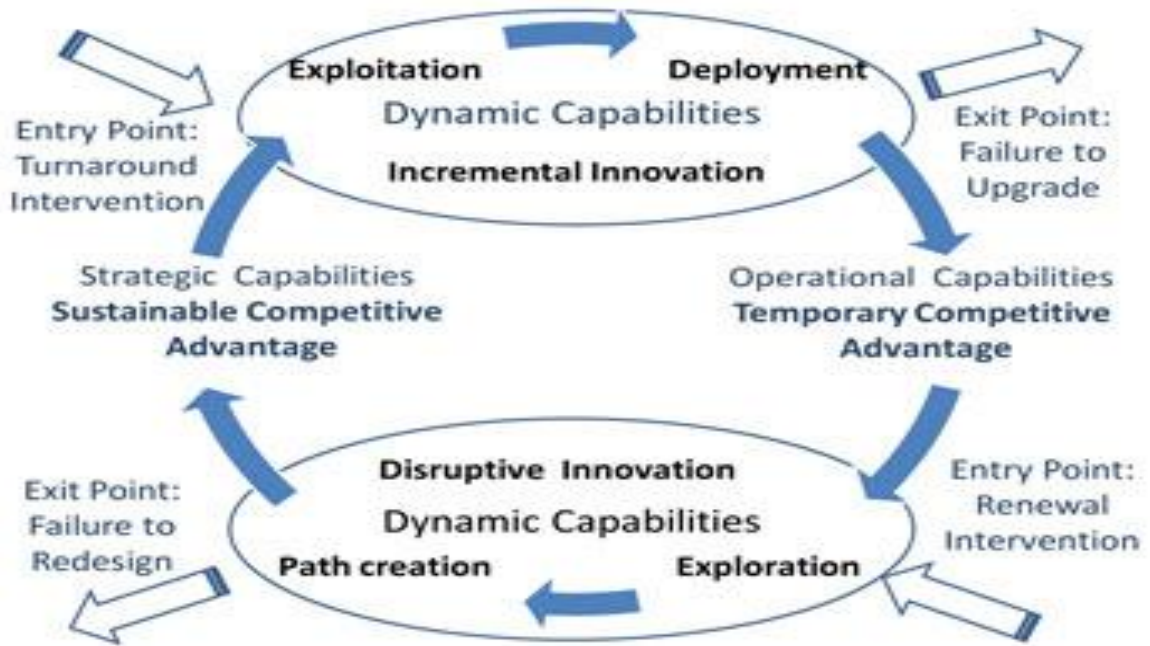 Exploitation
Deployment
Dynamic Capabilities
Incremental Innovation
Entry Point:
Turnaround
Intervention
Exit Point:
Failure to
Upgrade
Strategic Capabilities
Sustainable Competitive
Advantage
Operational Capabilities
Temporary Competitive
Advantage
Disruptive Innovation
Dynamic Capabilities
Path creation
Exploration
Exit Point:
Failure to
Redesign
Entry Point:
Renewal
Intervention